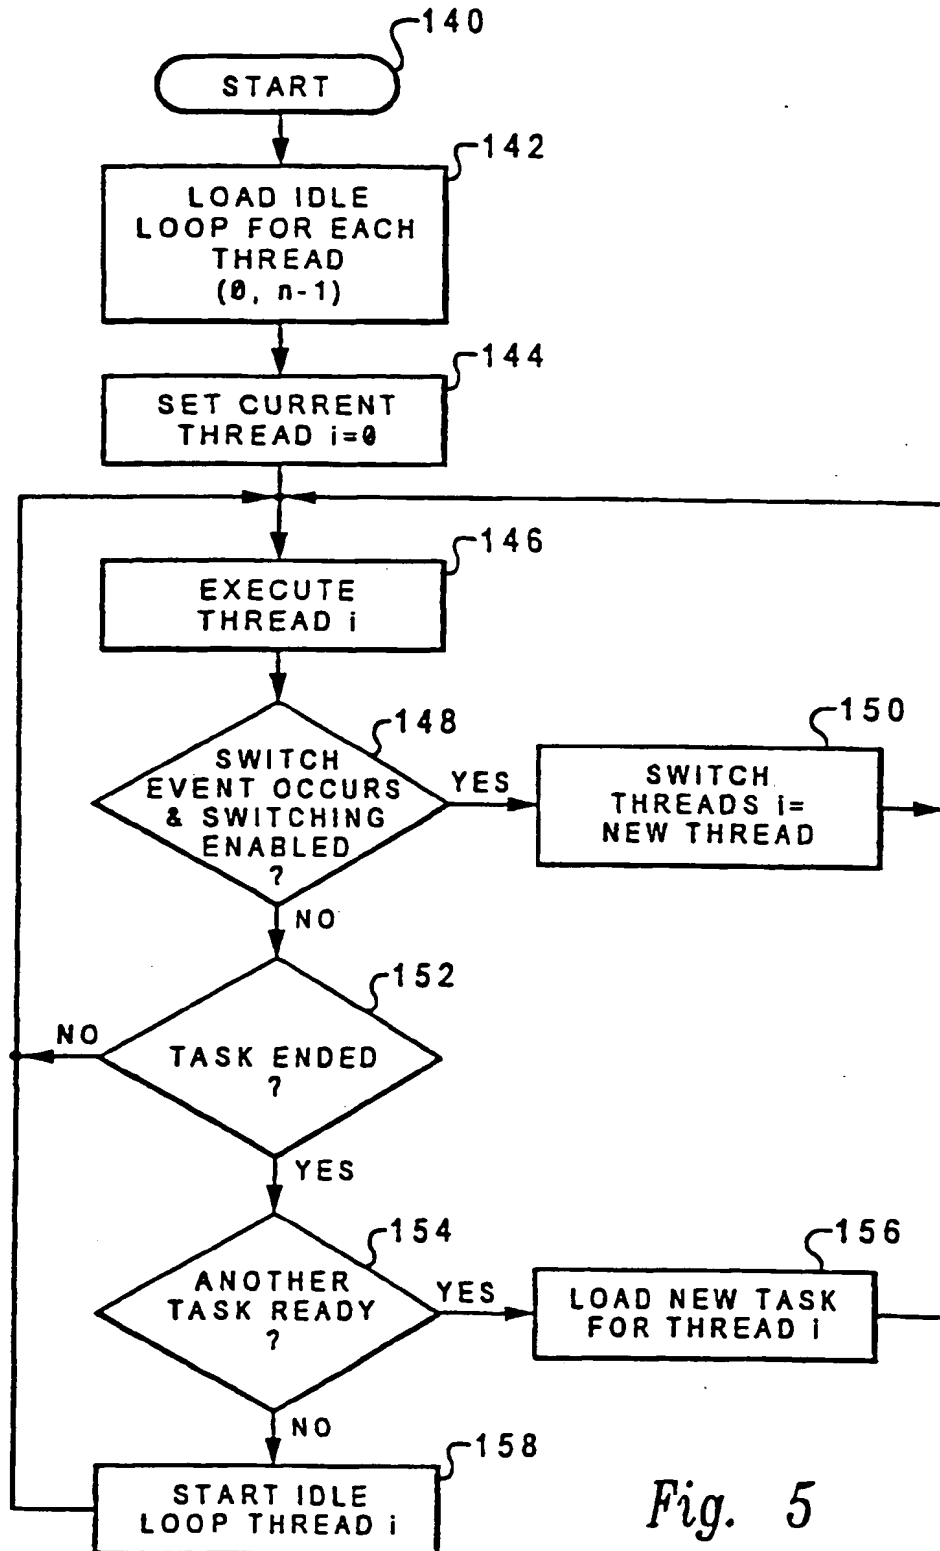 140
START
142
LOAD IDLE
LOOP FOR EACH
THREAD
(0, n-1)
144
SET CURRENT
THREAD i=0
146
EXECUTE
THREAD i
148
SWITCH
EVENT OCCURS
& SWITCHING
ENABLED
?
YES
150
SWITCH
THREADS i=
NEW THREAD
NO
152
TASK ENDED
?
NO
YES
154
ANOTHER
TASK READY
?
YES
156
LOAD NEW TASK
FOR THREAD i
NO
158
START IDLE
LOOP THREAD i
Fig. 5